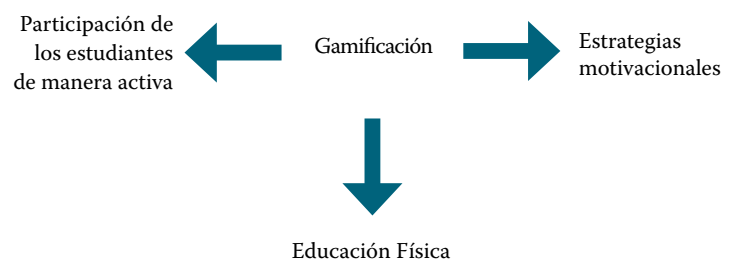 Participación de
los estudiantes
de manera activa
Gamificación
Estrategias
motivacionales
Educación Física